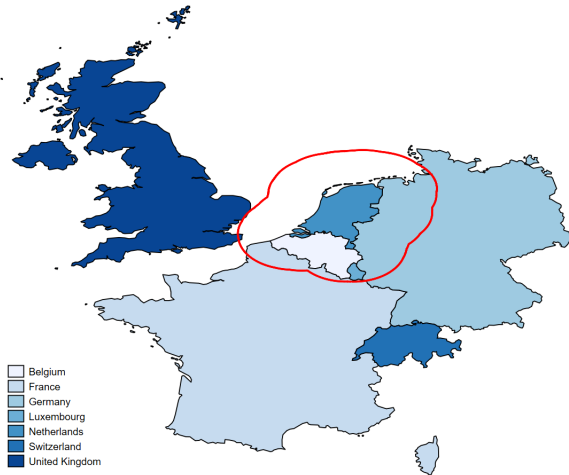 Belgium
France
Germany
Luxembourg
Netherlands
Switzerland
United Kingdom